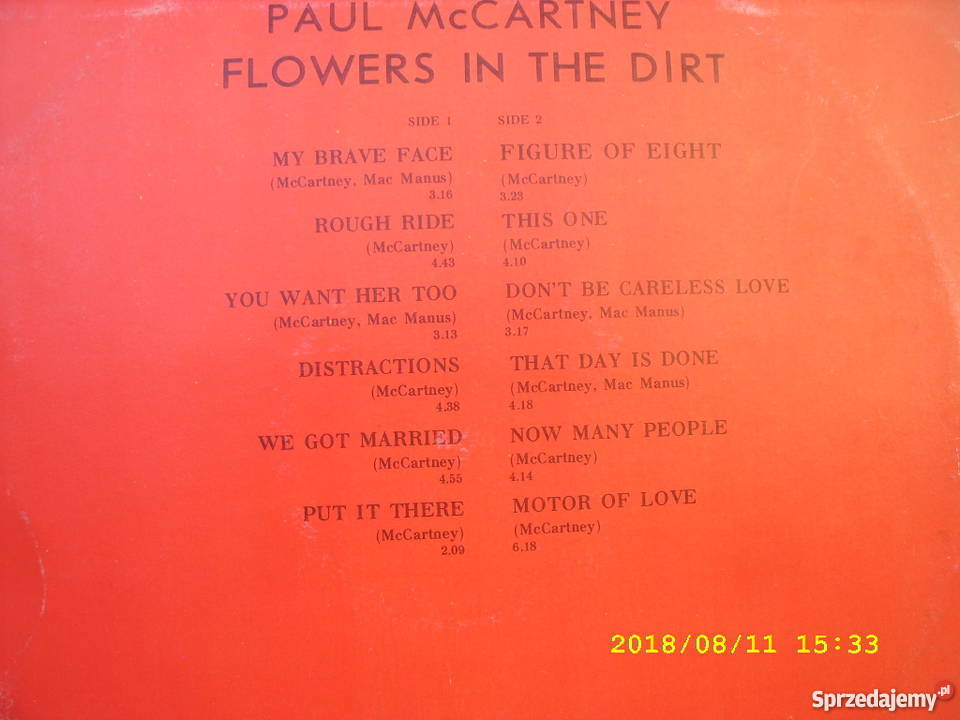 PAUL McCARTNEY
FLOWERS IN THE DIRT
SIDE 1
MY BRAVE FACE
(McCartney, Mac Manus)
3.16
ROUGH RIDE
(McCartney)
4.43
YOU WANT HER TOO
(McCartney, Mac Manus)
3.13
DISTRACTIONS
(McCartney)
4.38
WE GOT MARRIED
(McCartney)
4.55
PUT IT THERE
(McCartney)
2.09
SIDE 2
FIGURE OF EIGHT
(McCartney)
3.23
THIS ONE
(McCartney)
4.10
DON'T BE CARELESS LOVE
(McCartney, Mac Manus)
3.17
THAT DAY IS DONE
(McCartney, Mac Manus)
4.18
NOW MANY PEOPLE
(McCartney)
4.14
MOTOR OF LOVE
(McCartney)
6.18
2018/08/11 15:33
Sprzedajemy.pl